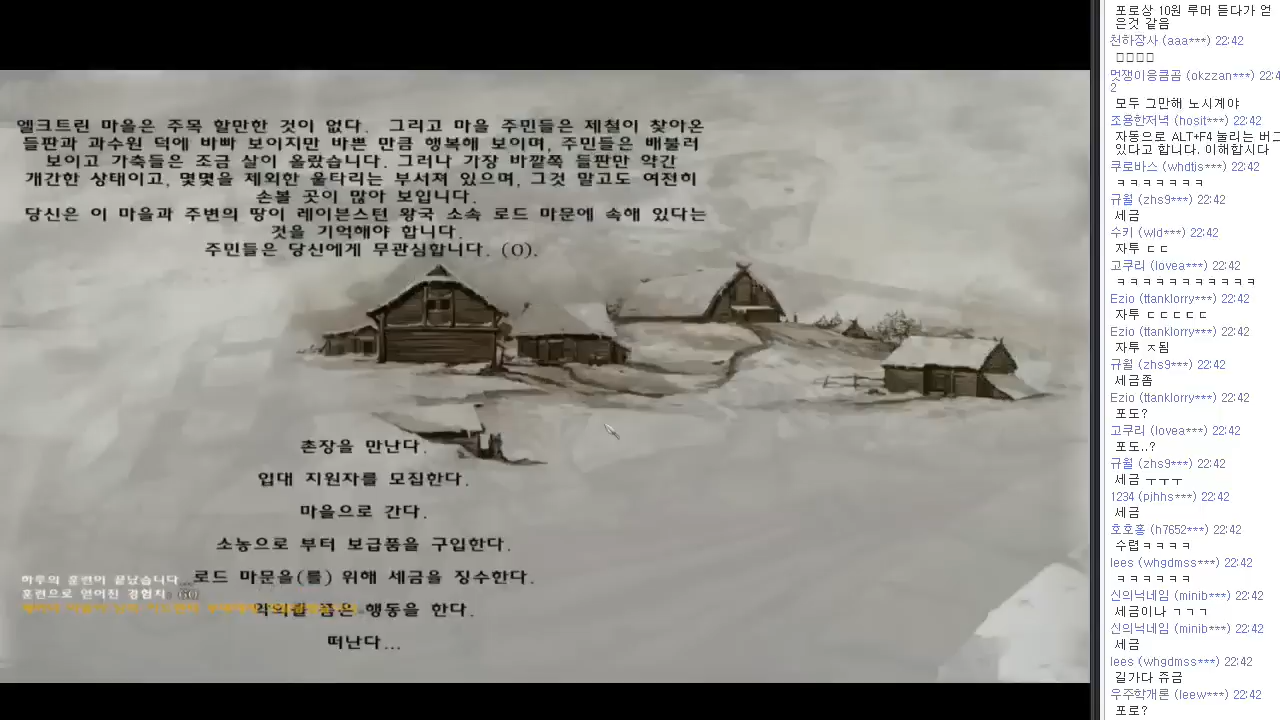 엘크트린 마을은 주목 할만한 것이 없다. 그리고 마을 주민들은 제철이 찾아온
들판과 과수원 덕에 바빠 보이지만 바쁜 만큼 행복해 보이며, 주민들은 배불러
보이고 가축들은 조금 살이 올랐습니다. 그러나 가장 바깥쪽 들판만 약간
개간한 상태이고, 몇몇을 제외한 울타리는 부서져 있으며, 그것 말고도 여전히
손볼 곳이 많아 보입니다.
당신은 이 마을과 주변의 땅이 레이븐스턴 왕국 소속 로드 마문에 속해 있다는
것을 기억해야 합니다.
주민들은 당신에게 무관심합니다. (0).
촌장을 만난다.
입대 지원자를 모집한다.
마을으로 간다.
소농으로 부터 보급품을 구입한다.
로드 마문을(를) 위해 세금을 징수한다.
악의를 품은 행동을 한다.
떠난다...
하루의 훈련이 끝났습니다...
훈련으로 얻어진 경험치: (60)
포로상 10원 루머 듣다가 얻
은것 같음
천하장사 (aaa***) 22:42
□□□□
멋쟁이응큼곰 (okzzan***) 22:4
2
모두 그만해 노시계야
조용한저녁 (hosit***) 22:42
자동으로 ALT+F4 눌리는 버그
있다고 합니다. 이해합시다
쿠로바스 (whdtjs***) 22:42
ㅋㅋㅋㅋㅋㅋㅋ
규월 (zhs9***) 22:42
세금
수키 (wld***) 22:42
자투 ㄷㄷ
고쿠리 (lovea***) 22:42
ㅋㅋㅋㅋㅋㅋㅋㅋㅋㅋㅋ
Ezio (ttanklorry***) 22:42
자투 ㄷㄷㄷㄷㄷ
Ezio (ttanklorry***) 22:42
자투 ㅈ됨
규월 (zhs9***) 22:42
세금좀
Ezio (ttanklorry***) 22:42
포도?
고쿠리 (lovea***) 22:42
포도..?
규월 (zhs9***) 22:42
세금 ㅜㅜㅜ
1234 (pjhhs***) 22:42
세금
호호홍 (h7652***) 22:42
수렵ㅋㅋㅋㅋ
lees (whgdmss***) 22:42
ㅋㅋㅋㅋㅋㅋ
신의닉네임 (minib***) 22:42
세금이나 ㄱㄱㄱ
신의닉네임 (minib***) 22:42
세금
lees (whgdmss***) 22:42
길가다 쥬금
우주학개론 (leew***) 22:42
포로?